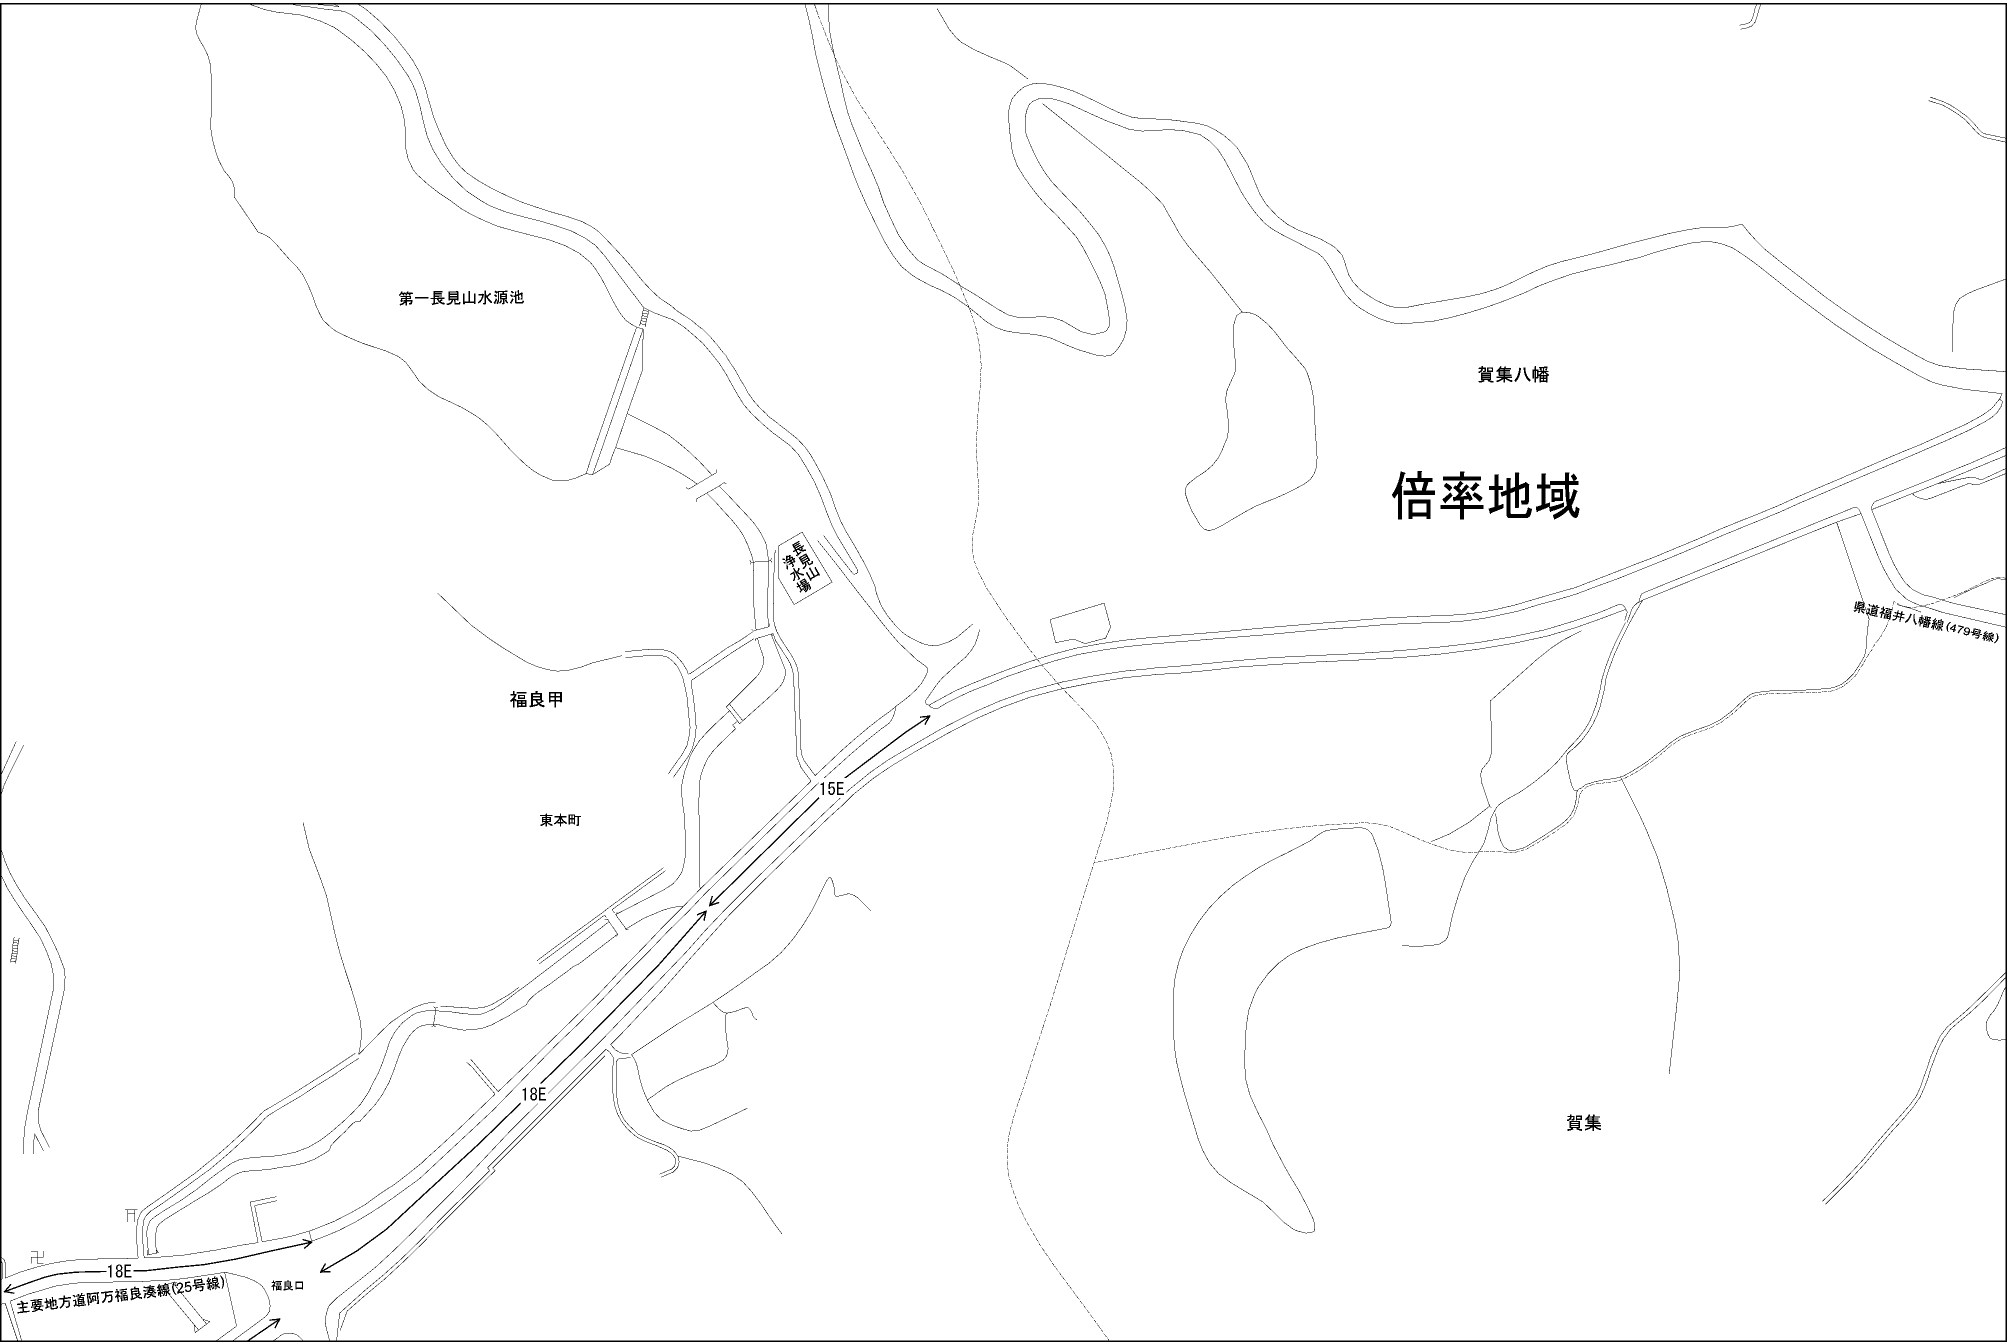 第一長見山水源池
賀集八幡
倍率地域
長見山
浄水場
県道福井八幡線(479号線)
福良甲
15E
東本町
18E
賀集
18E
福良口
主要地方道阿万福良湊線(25号線)